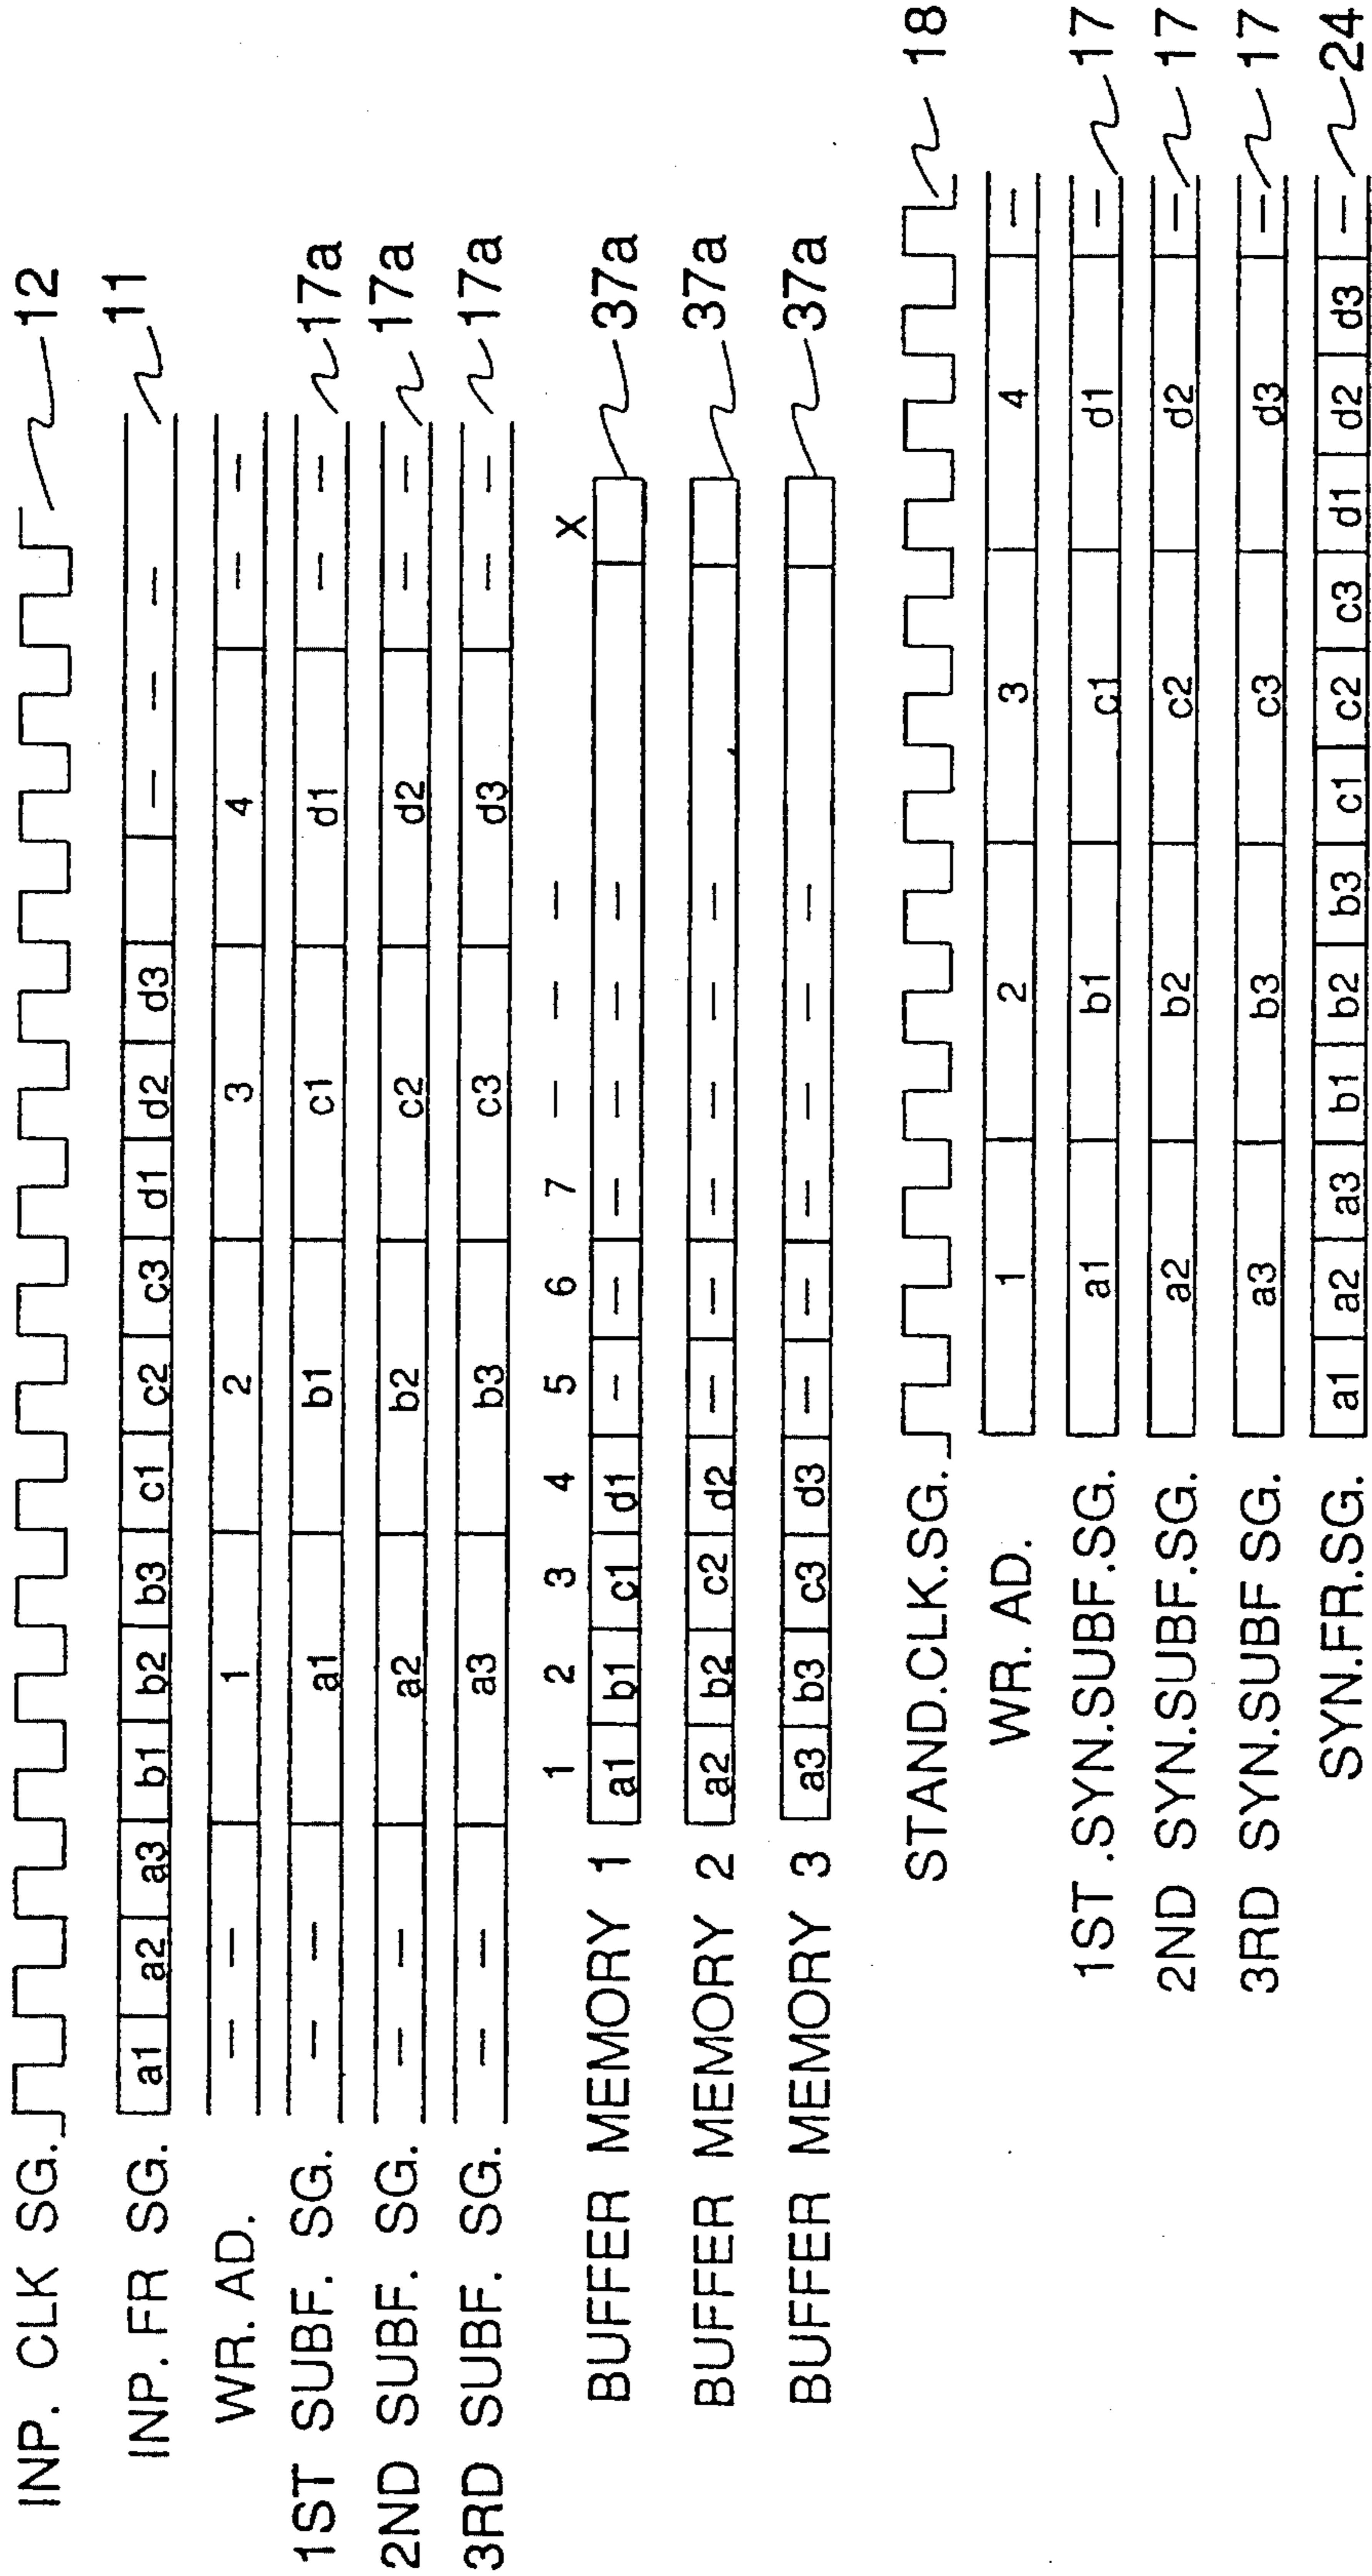 INP. CLK SG. 12
INP. FR SG. a1 a2 a3 b1 b2 b3 c1 c2 c3 d1 d2 d3 — — — 11
WR. AD. — — 1 2 3 4 — —
1ST SUBF. SG. — — a1 b1 c1 d1 — — 17a
2ND SUBF. SG. — — a2 b2 c2 d2 — — 17a
3RD SUBF. SG. — — a3 b3 c3 d3 — — 17a
1 2 3 4 5 6 7 — — — X
BUFFER MEMORY 1 a1 b1 c1 d1 — — — — — — 37a
BUFFER MEMORY 2 a2 b2 c2 d2 — — — — — — 37a
BUFFER MEMORY 3 a3 b3 c3 d3 — — — — — — 37a
STAND.CLK.SG. 18
WR. AD. 1 2 3 4 —
1ST .SYN.SUBF.SG. a1 b1 c1 d1 — 17
2ND SYN.SUBF.SG. a2 b2 c2 d2 — 17
3RD SYN.SUBF SG. a3 b3 c3 d3 — 17
SYN.FR.SG. a1 a2 a3 b1 b2 b3 c1 c2 c3 d1 d2 d3 — 24